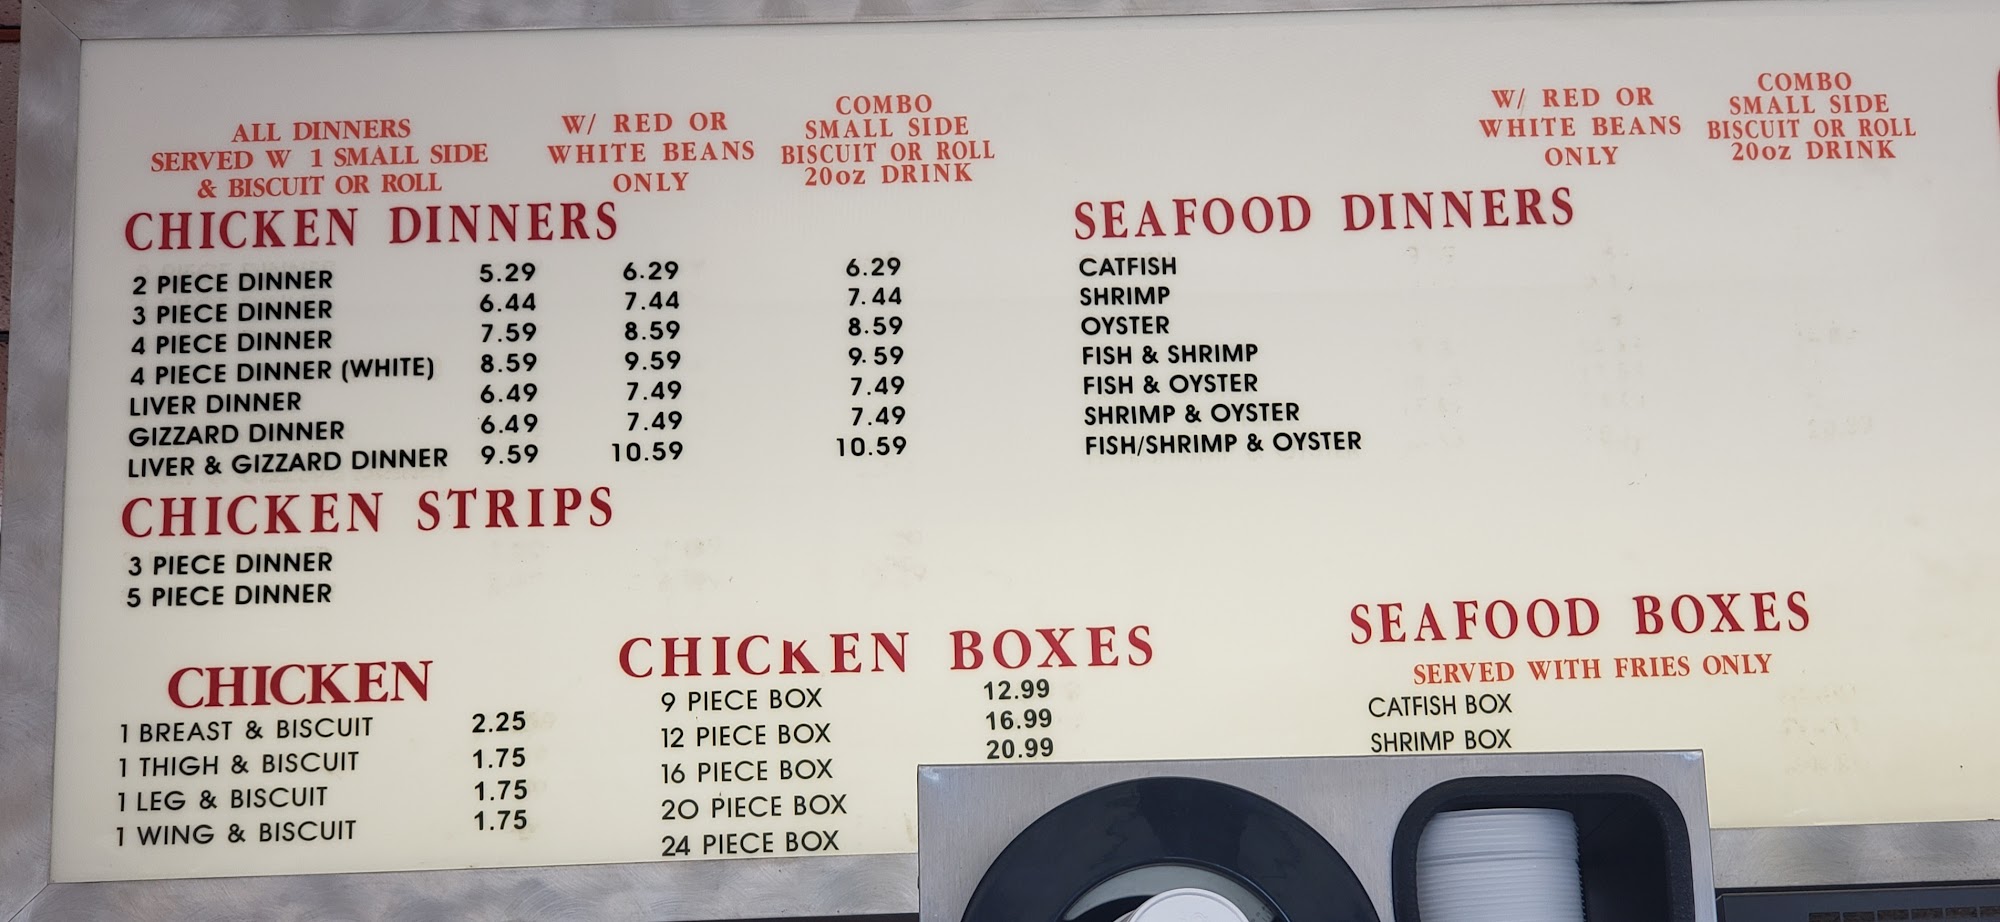 ALL DINNERS
SERVED W 1 SMALL SIDE
& BISCUIT OR ROLL
W/ RED OR
WHITE BEANS
ONLY
COMBO
SMALL SIDE
BISCUIT OR ROLL
20oz DRINK
CHICKEN DINNERS
2 PIECE DINNER 5.29 6.29 6.29
3 PIECE DINNER 6.44 7.44 7.44
4 PIECE DINNER 7.59 8.59 8.59
4 PIECE DINNER (WHITE) 8.59 9.59 9.59
LIVER DINNER 6.49 7.49 7.49
GIZZARD DINNER 6.49 7.49 7.49
LIVER & GIZZARD DINNER 9.59 10.59 10.59
CHICKEN STRIPS
3 PIECE DINNER
5 PIECE DINNER
CHICKEN
1 BREAST & BISCUIT 2.25
1 THIGH & BISCUIT 1.75
1 LEG & BISCUIT 1.75
1 WING & BISCUIT 1.75
CHICKEN BOXES
9 PIECE BOX 12.99
12 PIECE BOX 16.99
16 PIECE BOX 20.99
20 PIECE BOX
24 PIECE BOX
W/ RED OR
WHITE BEANS
ONLY
COMBO
SMALL SIDE
BISCUIT OR ROLL
20oz DRINK
SEAFOOD DINNERS
CATFISH
SHRIMP
OYSTER
FISH & SHRIMP
FISH & OYSTER
SHRIMP & OYSTER
FISH/SHRIMP & OYSTER
SEAFOOD BOXES
SERVED WITH FRIES ONLY
CATFISH BOX
SHRIMP BOX